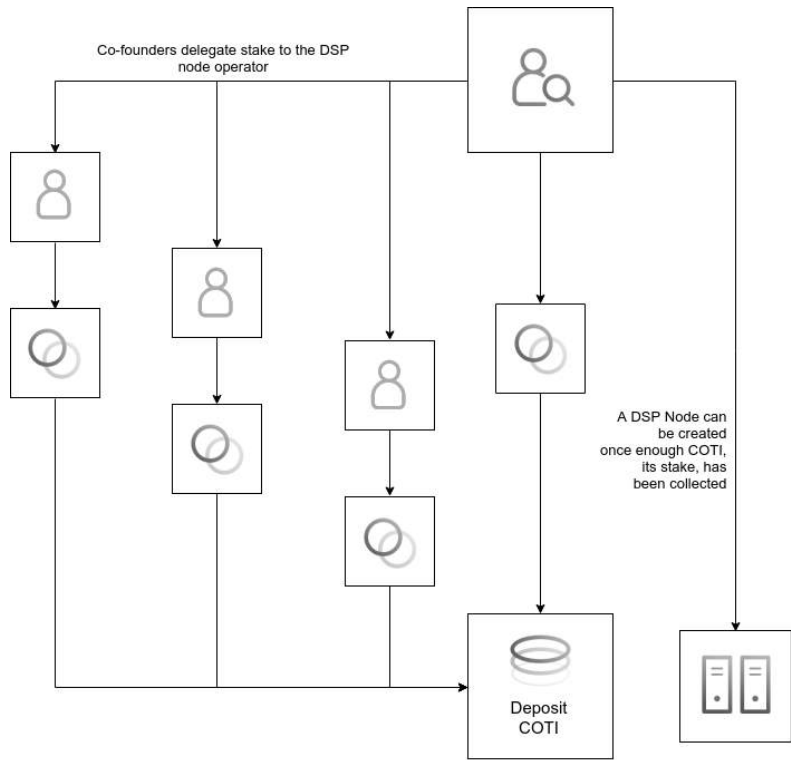 Co-founders delegate stake to the DSP
node operator
A DSP Node can
be created
once enough COTI,
its stake, has
been collected
Deposit
COTI